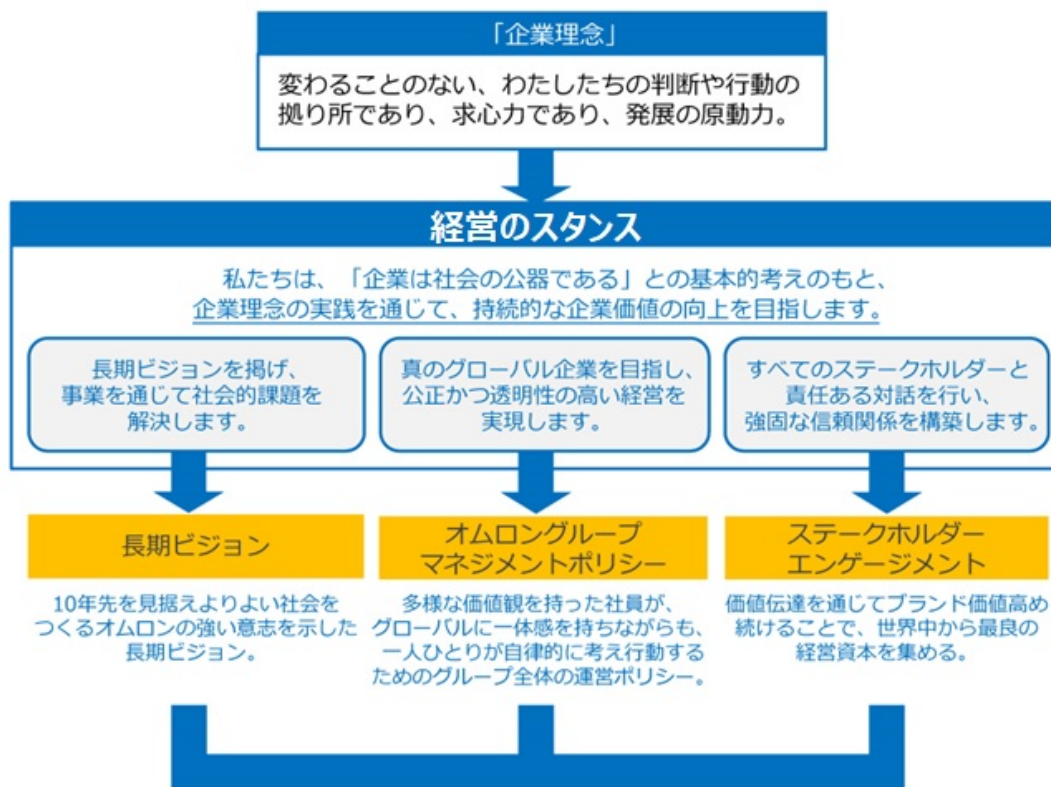 「企業理念」
変わることのない、わたしたちの判断や行動の
拠り所であり、求心力であり、発展の原動力。
経営のスタンス
私たちは、「企業は社会の公器である」との基本的考えのもと、
企業理念の実践を通じて、持続的な企業価値の向上を目指します。
長期ビジョンを掲げ、
事業を通じて社会的課題を
解決します。
真のグローバル企業を目指し、
公正かつ透明性の高い経営を
実現します。
すべてのステークホルダーと
責任ある対話を行い、
強固な信頼関係を構築します。
長期ビジョン
10年先を見据えよりよい社会を
つくるオムロンの強い意志を示した
長期ビジョン。
オムロングループ
マネジメントポリシー
多様な価値観を持った社員が、
グローバルに一体感を持ちながらも、
一人ひとりが自律的に考え行動する
ためのグループ全体の運営ポリシー。
ステークホルダー
エンゲージメント
価値伝達を通じてブランド価値高め
続けることで、世界中から最良の
経営資本を集める。